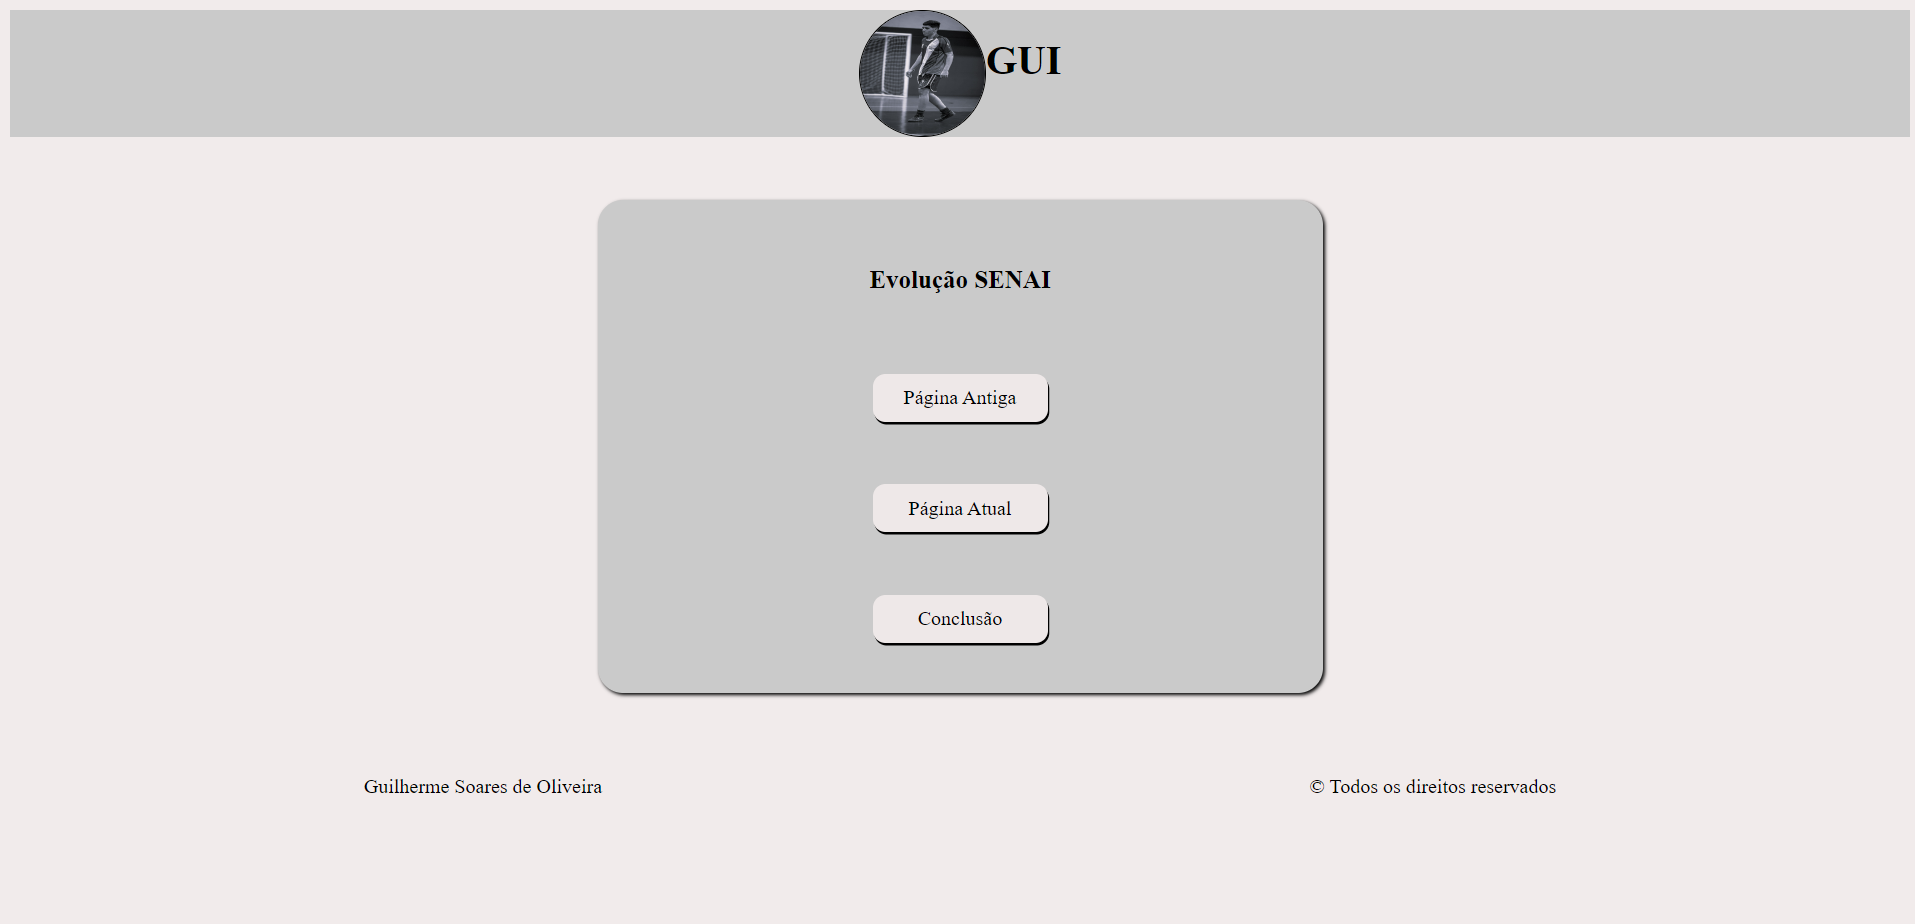 GUI
Evolução SENAI
Página Antiga
Página Atual
Conclusão
Guilherme Soares de Oliveira
© Todos os direitos reservados